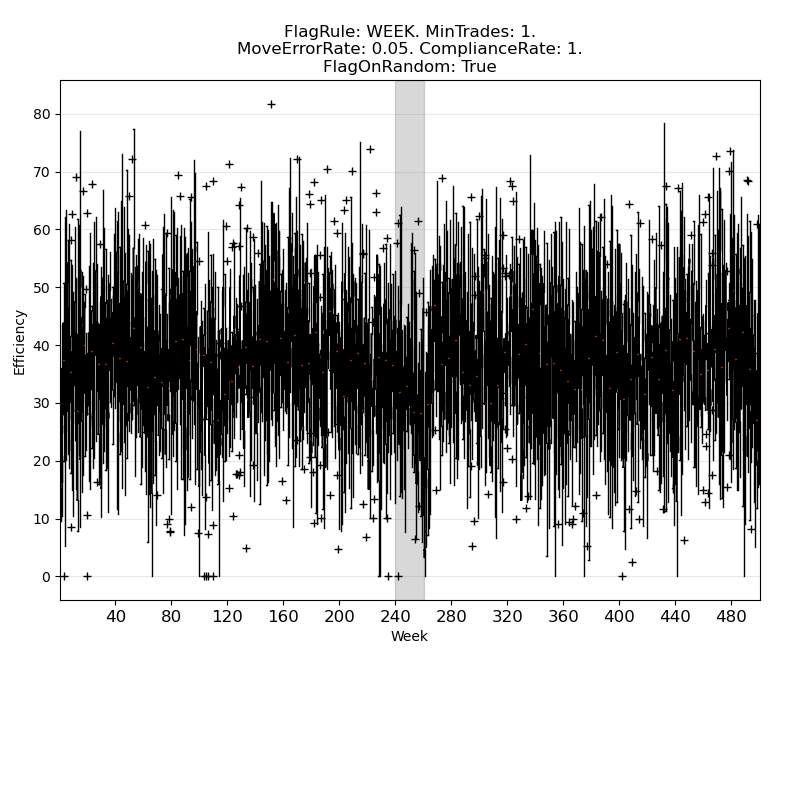 FlagRule: WEEK. MinTrades: 1.
MoveErrorRate: 0.05. ComplianceRate: 1.
FlagOnRandom: True
80
70
60
50
40
30
20
10
0
Efficiency
40 80 120 160 200 240 280 320 360 400 440 480
Week